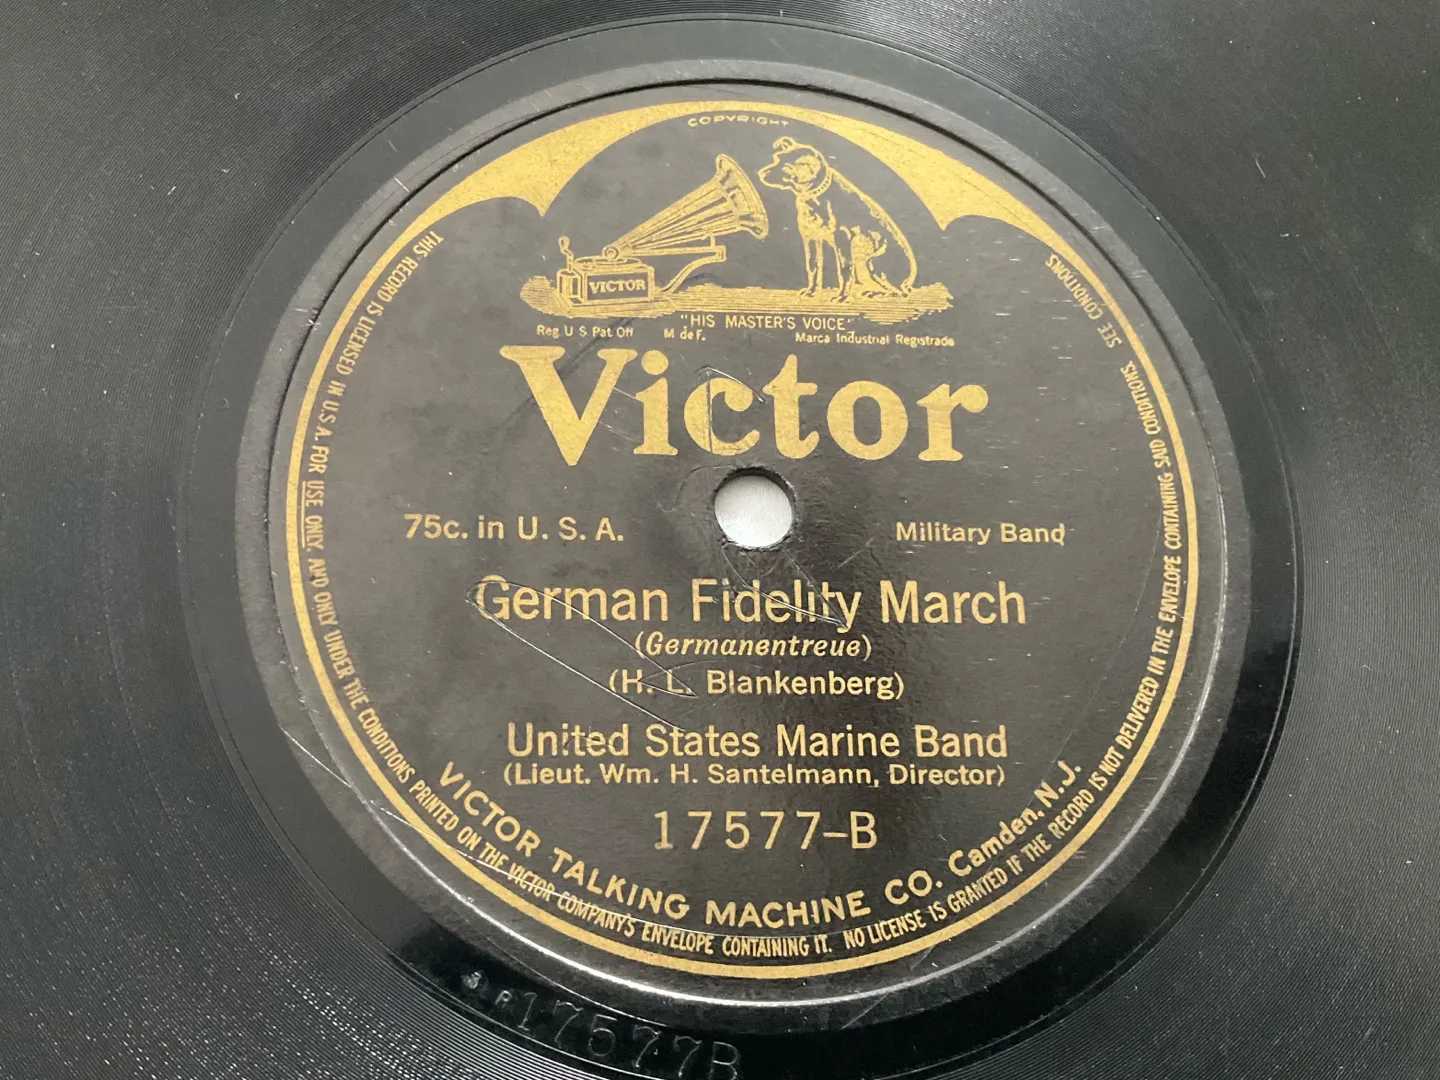 COPYRIGHT
VICTOR
"HIS MASTER'S VOICE"
Reg U S Pat Off M de F. Marca Industrial Registrada
Victor
75c. in U. S. A. Military Band
German Fidelity March
(Germanentreue)
(H. L. Blankenberg)
United States Marine Band
(Lieut. Wm. H. Santelmann, Director)
17577-B
VICTOR TALKING MACHINE CO. Camden, N.J.
THIS RECORD IS LICENSED IN U.S.A. FOR USE ONLY, AND ONLY UNDER THE CONDITIONS PRINTED ON THE VICTOR COMPANY'S ENVELOPE CONTAINING IT. NO LICENSE IS GRANTED IF THE RECORD IS NOT DELIVERED IN THE ENVELOPE CONTAINING SAID CONDITIONS. SEE CONDITIONS
17577B